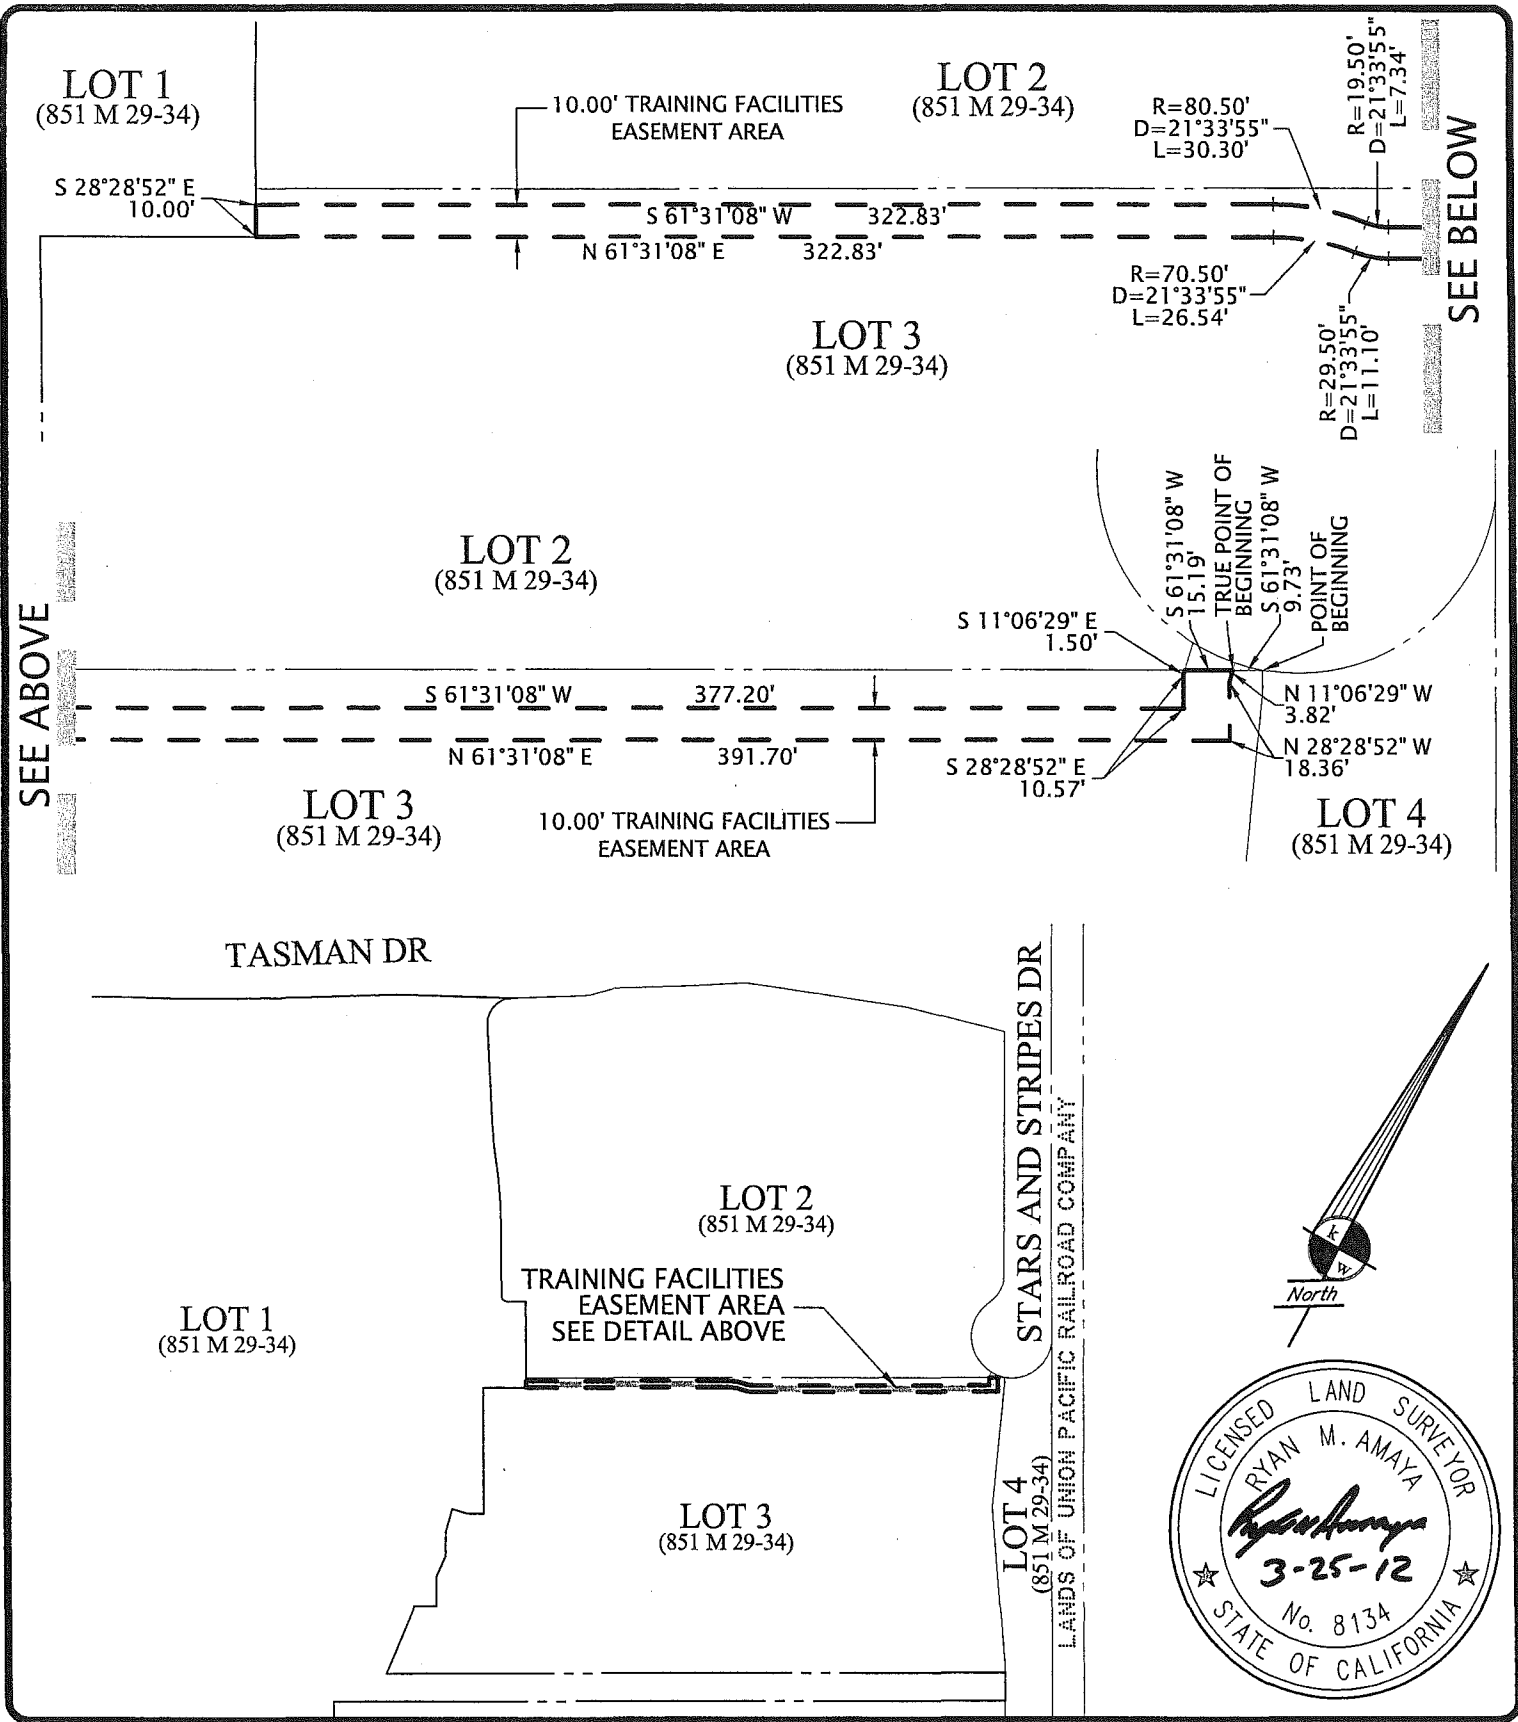 LOT 1
(851 M 29-34)
10.00' TRAINING FACILITIES
EASEMENT AREA
LOT 2
(851 M 29-34)
R=80.50'
D=21°33'55"
L=30.30'
R=19.50'
D=21°33'55"
L=7.34'
SEE BELOW
S 28°28'52" E
10.00'
S 61°31'08" W 322.83'
N 61°31'08" E 322.83'
R=70.50'
D=21°33'55"
L=26.54'
R=29.50'
D=21°33'55"
L=11.10'
LOT 3
(851 M 29-34)
SEE ABOVE
LOT 2
(851 M 29-34)
S 61°31'08" W
15.19'
TRUE POINT OF
BEGINNING
S 61°31'08" W
9.73'
POINT OF
BEGINNING
S 11°06'29" E
1.50'
S 61°31'08" W 377.20'
N 61°31'08" E 391.70'
N 11°06'29" W
3.82'
N 28°28'52" W
18.36'
S 28°28'52" E
10.57'
LOT 3
(851 M 29-34)
10.00' TRAINING FACILITIES
EASEMENT AREA
LOT 4
(851 M 29-34)
TASMAN DR
STARS AND STRIPES DR
LANDS OF UNION PACIFIC RAILROAD COMPANY
LOT 2
(851 M 29-34)
TRAINING FACILITIES
EASEMENT AREA
SEE DETAIL ABOVE
LOT 1
(851 M 29-34)
LOT 3
(851 M 29-34)
LOT 4
(851 M 29-34)
k
w
North
LICENSED LAND SURVEYOR
RYAN M. AMAYA
Ryan Amaya
3-25-12
No. 8134
STATE OF CALIFORNIA